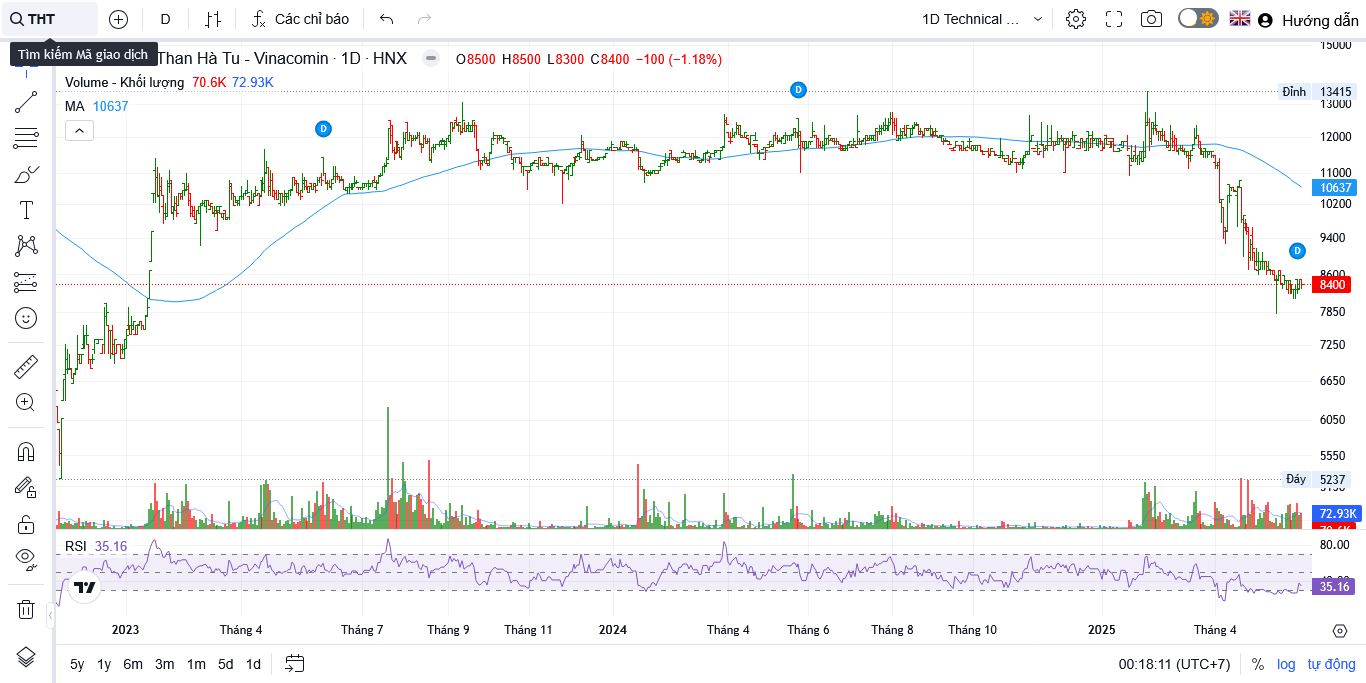 THT
D
Các chỉ báo
1D Technical ...
Hướng dẫn
Tìm kiếm Mã giao dịch
Than Hà Tu - Vinacomin · 1D · HNX
O8500 H8500 L8300 C8400 −100 (−1.18%)
Volume - Khối lượng 70.6K 72.93K
MA 10637
D
D
D
15000
Đỉnh 13415
13000
12000
11000
10637
10200
9400
8600
8400
7850
7250
6650
6050
5550
Đáy 5237
72.93K
RSI 35.16
80.00
35.16
2023
Tháng 4
Tháng 7
Tháng 9
Tháng 11
2024
Tháng 4
Tháng 6
Tháng 8
Tháng 10
2025
Tháng 4
5y 1y 6m 3m 1m 5d 1d
00:18:11 (UTC+7)
% log tự động